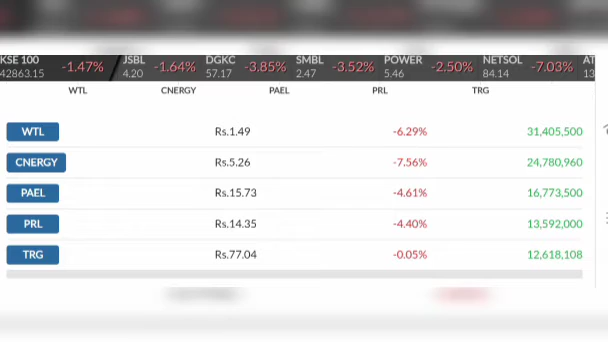 KSE 100 -1.47% JSBL -1.64% DGKC -3.85% SMBL -3.52% POWER -2.50% NETSOL -7.03% AT
42863.15 4.20 57.17 2.47 5.46 84.14 13
WTL CNERGY PAEL PRL TRG
WTL Rs.1.49 -6.29% 31,405,500
CNERGY Rs.5.26 -7.56% 24,780,960
PAEL Rs.15.73 -4.61% 16,773,500
PRL Rs.14.35 -4.40% 13,592,000
TRG Rs.77.04 -0.05% 12,618,108